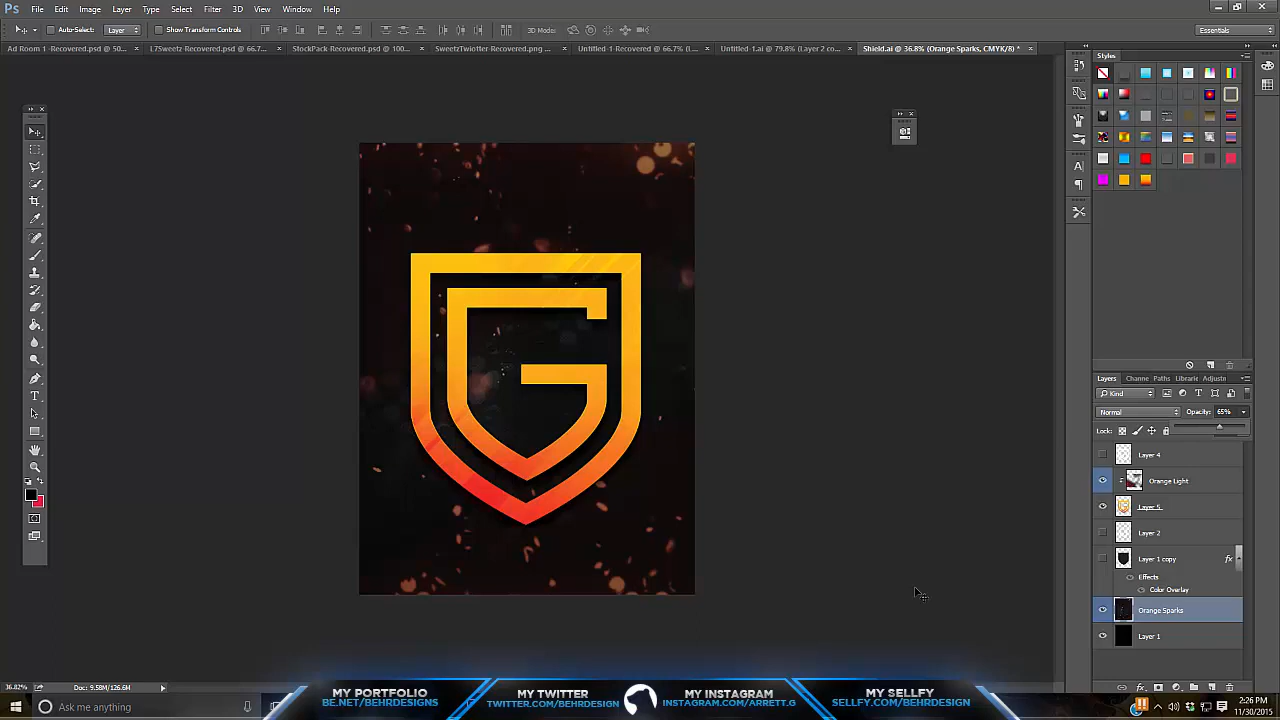 Ps File Edit Image Layer Type Select Filter 3D View Window Help
Auto-Select: Layer Show Transform Controls 3D Mode: Essentials
Ad Room 1 -Recovered.psd @ 50... LZSweetz-Recovered.psd @ 66.7%... StockPack-Recovered.psd @ 100... SweetzTwiotter-Recovered.png ... Untitled-1-Recovered @ 66.7% (... Untitled-1.ai @ 79.8% (Layer 2 co... Shield.ai @ 36.8% (Orange Sparks, CMYK/8) *
Styles
Layers Channe Paths Librarie Adjustn
Kind
Normal Opacity: 65%
Lock:
Layer 4
Orange Light
Layer 5
Layer 2
Layer 1 copy fx
Effects
Color Overlay
Orange Sparks
Layer 1
G
36.82% Doc: 9.58M/126.6M
MY PORTFOLIO
BE.NET/BEHRDESIGNS
MY TWITTER
TWITTER.COM/BEHRDESIGN
MY INSTAGRAM
INSTAGRAM.COM/ARRETT.G
MY SELLFY
SELLFY.COM/BEHRDESIGN
Ask me anything
2:26 PM
11/30/2015